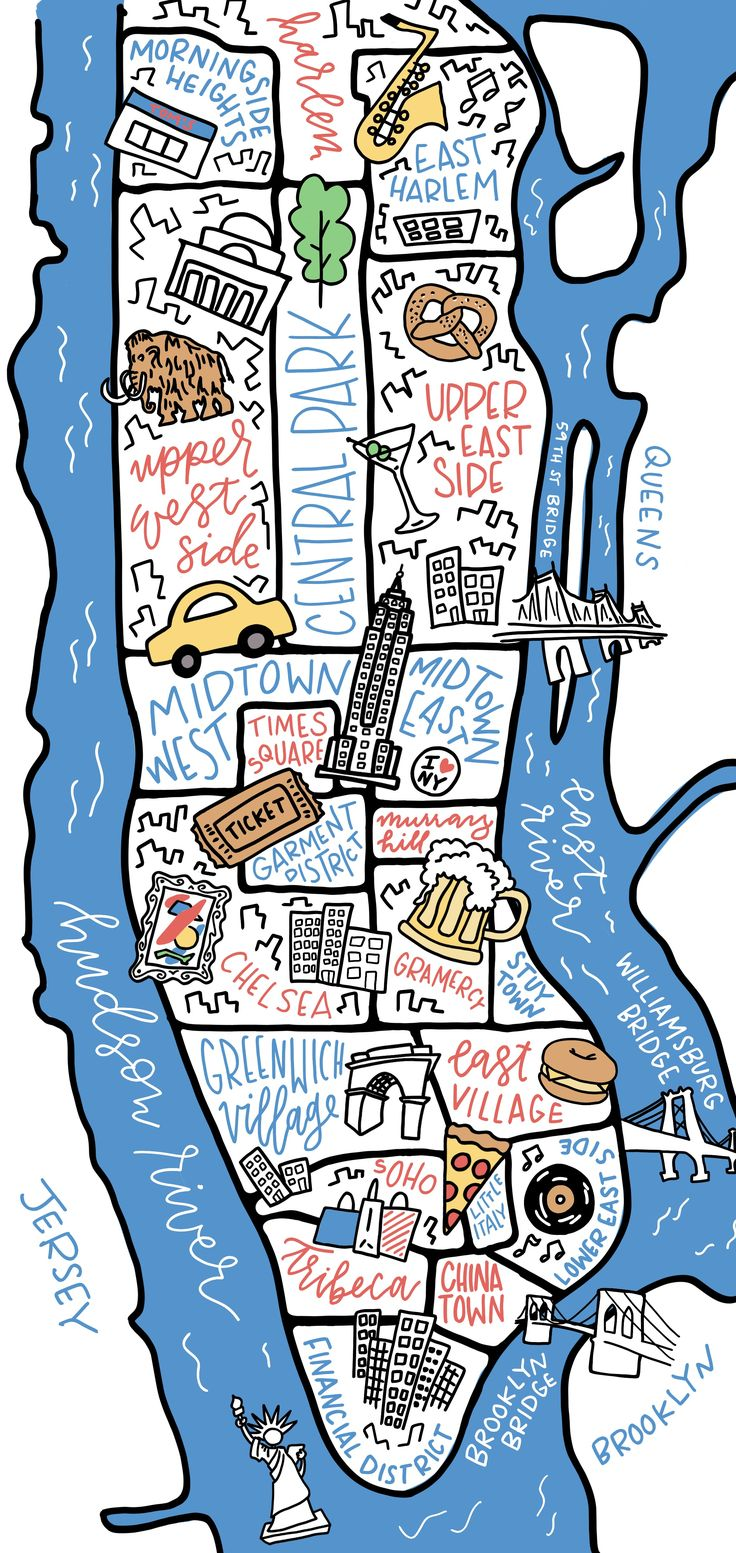 harlem
MORNINGSIDE
HEIGHTS
TOM'S
EAST
HARLEM
CENTRAL PARK
UPPER
EAST
SIDE
upper
west
side
59TH ST BRIDGE
QUEENS
MIDTOWN
WEST
MIDTOWN
EAST
TIMES
SQUARE
I ♥
NY
TICKET
GARMENT
DISTRICT
murray
hill
east
river
hudson river
CHELSEA
GRAMERCY
STUY
TOWN
WILLIAMSBURG
BRIDGE
GREENWICH
village
east
VILLAGE
SOHO
LITTLE
ITALY
LOWER EAST SIDE
JERSEY
tribeca
CHINA
TOWN
FINANCIAL DISTRICT
BROOKLYN
BRIDGE
BROOKLYN